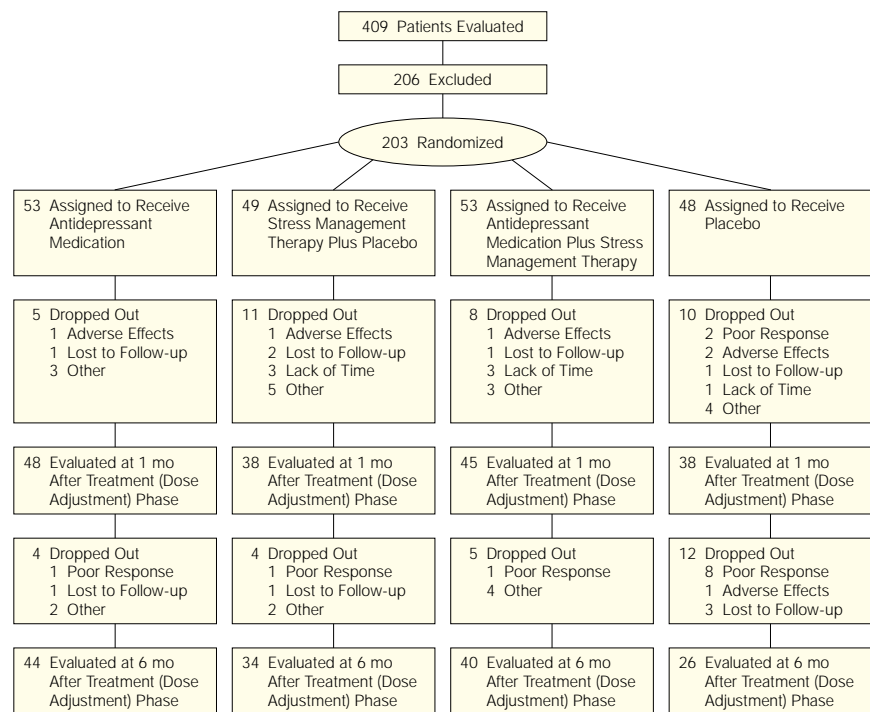 409 Patients Evaluated
206 Excluded
203 Randomized
53 Assigned to Receive
Antidepressant
Medication
49 Assigned to Receive
Stress Management
Therapy Plus Placebo
53 Assigned to Receive
Antidepressant
Medication Plus Stress
Management Therapy
48 Assigned to Receive
Placebo
5 Dropped Out
1 Adverse Effects
1 Lost to Follow-up
3 Other
11 Dropped Out
1 Adverse Effects
2 Lost to Follow-up
3 Lack of Time
5 Other
8 Dropped Out
1 Adverse Effects
1 Lost to Follow-up
3 Lack of Time
3 Other
10 Dropped Out
2 Poor Response
2 Adverse Effects
1 Lost to Follow-up
1 Lack of Time
4 Other
48 Evaluated at 1 mo
After Treatment (Dose
Adjustment) Phase
38 Evaluated at 1 mo
After Treatment (Dose
Adjustment) Phase
45 Evaluated at 1 mo
After Treatment (Dose
Adjustment) Phase
38 Evaluated at 1 mo
After Treatment (Dose
Adjustment) Phase
4 Dropped Out
1 Poor Response
1 Lost to Follow-up
2 Other
4 Dropped Out
1 Poor Response
1 Lost to Follow-up
2 Other
5 Dropped Out
1 Poor Response
4 Other
12 Dropped Out
8 Poor Response
1 Adverse Effects
3 Lost to Follow-up
44 Evaluated at 6 mo
After Treatment (Dose
Adjustment) Phase
34 Evaluated at 6 mo
After Treatment (Dose
Adjustment) Phase
40 Evaluated at 6 mo
After Treatment (Dose
Adjustment) Phase
26 Evaluated at 6 mo
After Treatment (Dose
Adjustment) Phase